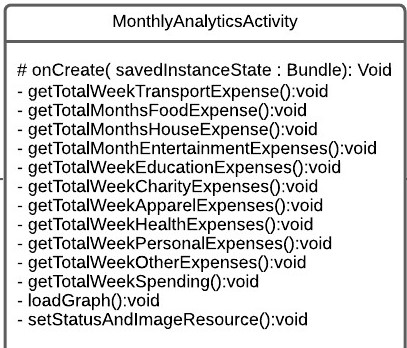 MonthlyAnalyticsActivity
# onCreate( savedInstanceState : Bundle): Void
- getTotalWeekTransportExpense():void
- getTotalMonthsFoodExpense():void
- getTotalMonthsHouseExpense():void
- getTotalMonthEntertainmentExpenses():void
- getTotalWeekEducationExpenses():void
- getTotalWeekCharityExpenses():void
- getTotalWeekApparelExpenses():void
- getTotalWeekHealthExpenses():void
- getTotalWeekPersonalExpenses():void
- getTotalWeekOtherExpenses():void
- getTotalWeekSpending():void
- loadGraph():void
- setStatusAndImageResource():void